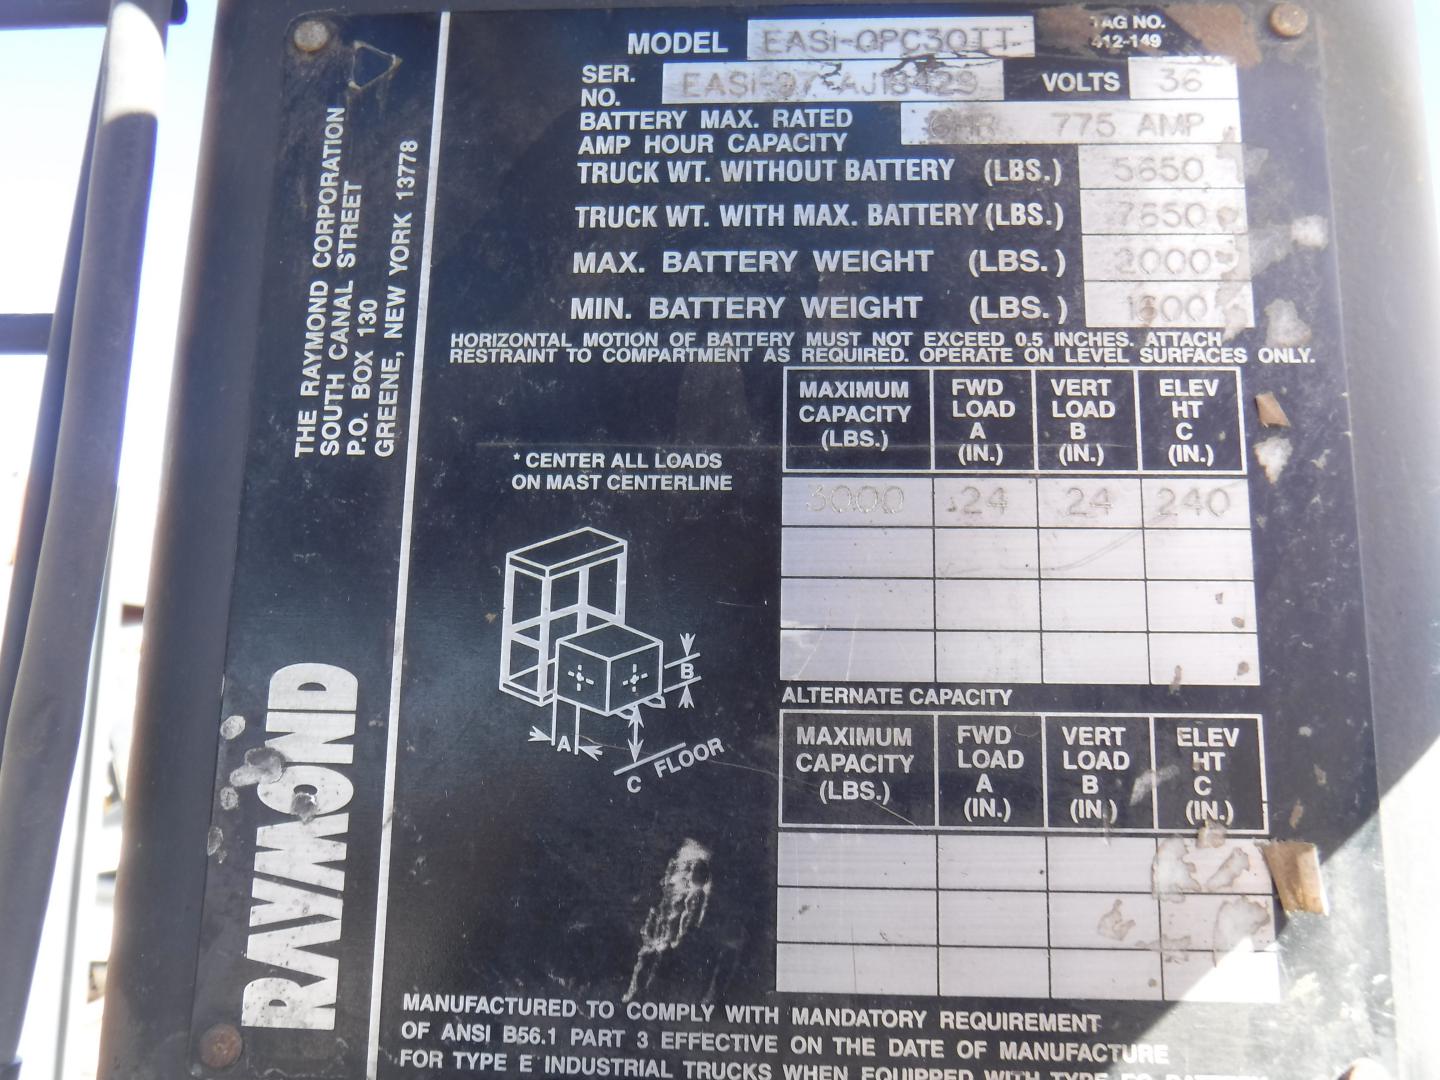 MODEL EASi-OPC30TT
TAG NO.
412-149
SER.
NO. EASi-97-AJ18429 VOLTS 36
BATTERY MAX. RATED
AMP HOUR CAPACITY 6HR 775 AMP
TRUCK WT. WITHOUT BATTERY (LBS.) 5650
TRUCK WT. WITH MAX. BATTERY (LBS.) 7650
MAX. BATTERY WEIGHT (LBS.) 2000
MIN. BATTERY WEIGHT (LBS.) 1600
HORIZONTAL MOTION OF BATTERY MUST NOT EXCEED 0.5 INCHES. ATTACH
RESTRAINT TO COMPARTMENT AS REQUIRED. OPERATE ON LEVEL SURFACES ONLY.
THE RAYMOND CORPORATION
SOUTH CANAL STREET
P.O. BOX 130
GREENE, NEW YORK 13778
RAYMOND
* CENTER ALL LOADS
ON MAST CENTERLINE
A
B
C
FLOOR
MAXIMUM CAPACITY (LBS.) FWD LOAD A (IN.) VERT LOAD B (IN.) ELEV HT C (IN.)
3000 24 24 240
ALTERNATE CAPACITY
MAXIMUM CAPACITY (LBS.) FWD LOAD A (IN.) VERT LOAD B (IN.) ELEV HT C (IN.)
MANUFACTURED TO COMPLY WITH MANDATORY REQUIREMENT
OF ANSI B56.1 PART 3 EFFECTIVE ON THE DATE OF MANUFACTURE
FOR TYPE E INDUSTRIAL TRUCKS WHEN EQUIPPED WITH TYPE